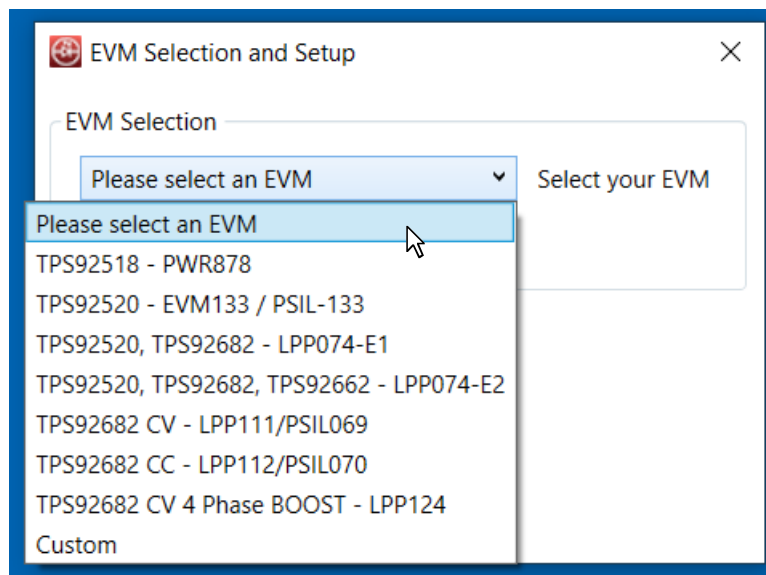 EVM Selection and Setup
EVM Selection
Please select an EVM Select your EVM
Please select an EVM
TPS92518 - PWR878
TPS92520 - EVM133 / PSIL-133
TPS92520, TPS92682 - LPP074-E1
TPS92520, TPS92682, TPS92662 - LPP074-E2
TPS92682 CV - LPP111/PSIL069
TPS92682 CC - LPP112/PSIL070
TPS92682 CV 4 Phase BOOST - LPP124
Custom